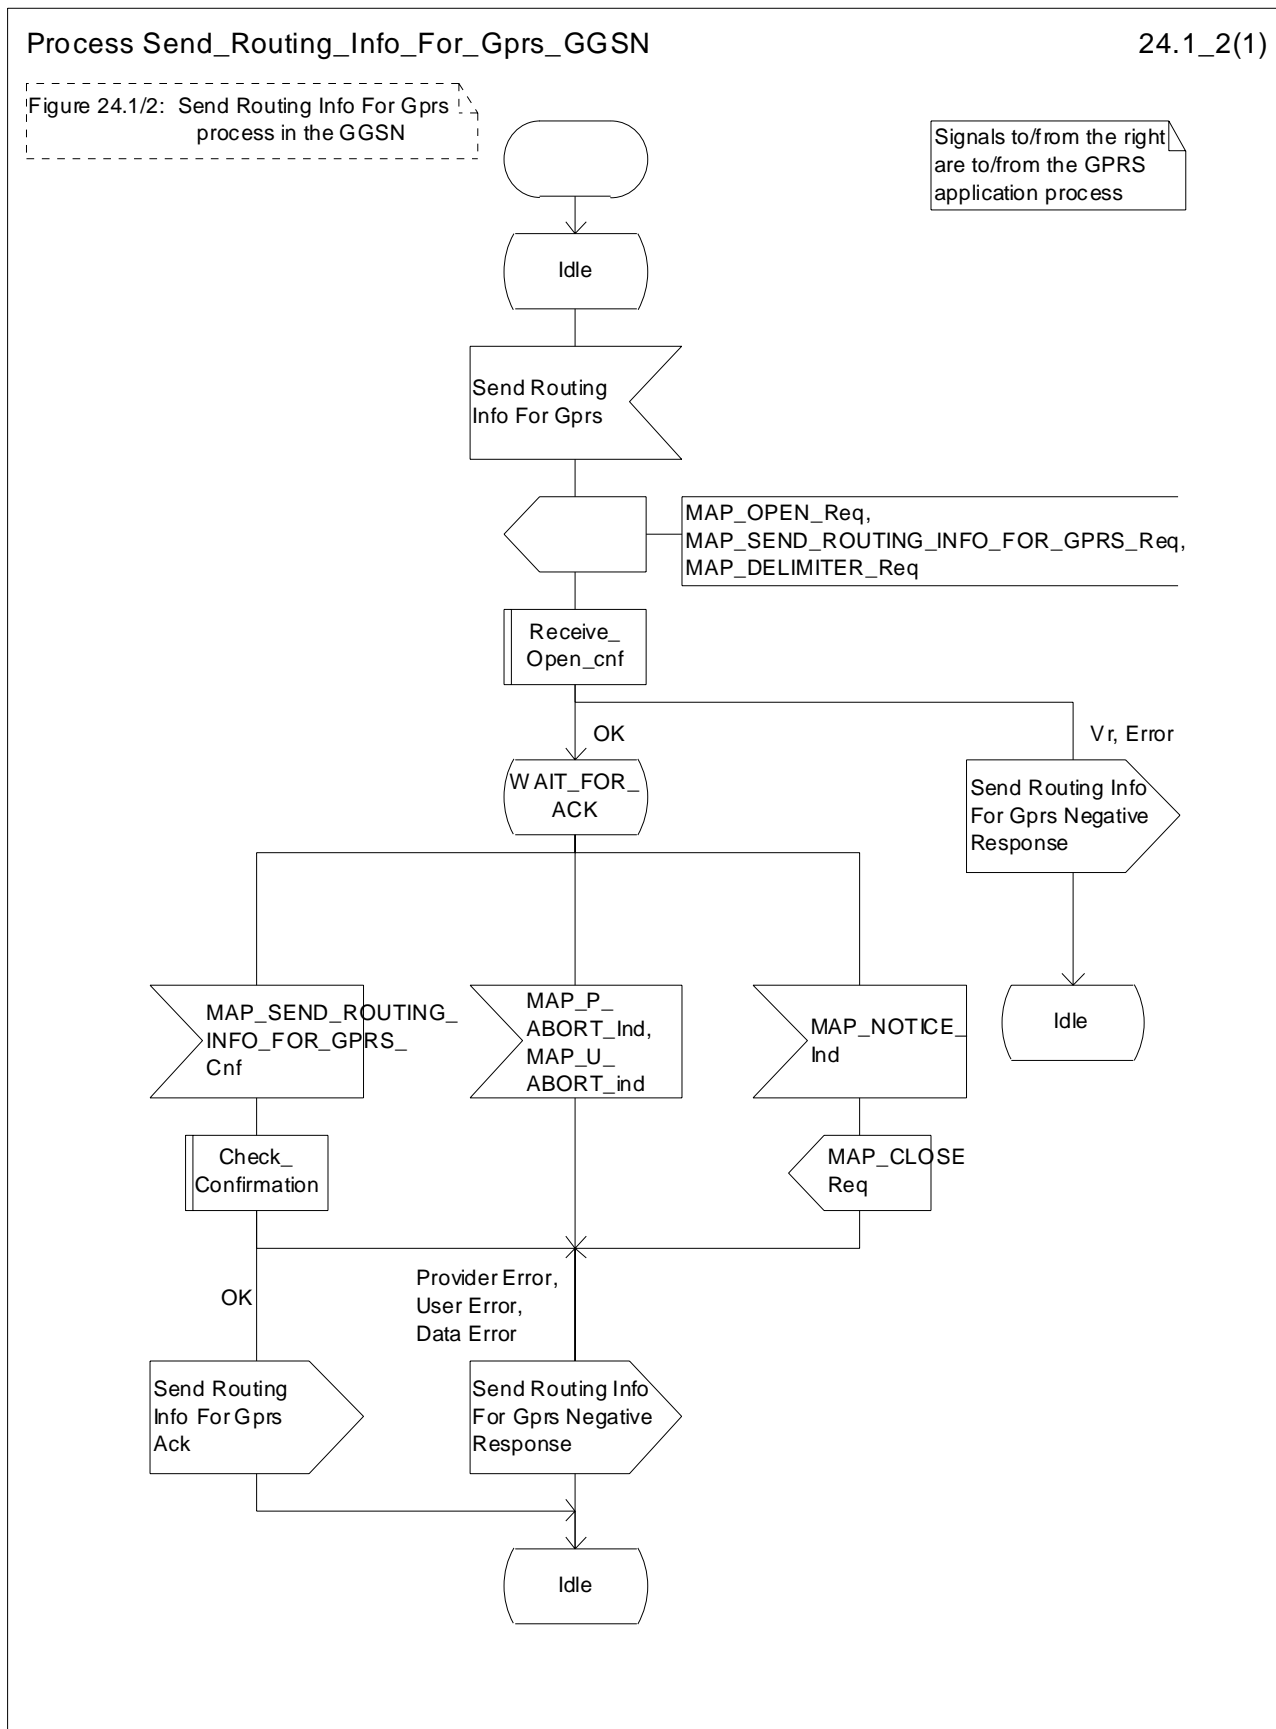 Process Send_Routing_Info_For_Gprs_GGSN
24.1_2(1)
Figure 24.1/2: Send Routing Info For Gprs
process in the GGSN
Signals to/from the right
are to/from the GPRS
application process
Idle
Send Routing
Info For Gprs
MAP_OPEN_Req,
MAP_SEND_ROUTING_INFO_FOR_GPRS_Req,
MAP_DELIMITER_Req
Receive_
Open_cnf
OK
Vr, Error
WAIT_FOR_
ACK
Send Routing Info
For Gprs Negative
Response
MAP_SEND_ROUTING_
INFO_FOR_GPRS_
Cnf
MAP_P_
ABORT_Ind,
MAP_U_
ABORT_ind
MAP_NOTICE_
Ind
Idle
Check_
Confirmation
MAP_CLOSE
Req
OK
Provider Error,
User Error,
Data Error
Send Routing
Info For Gprs
Ack
Send Routing Info
For Gprs Negative
Response
Idle